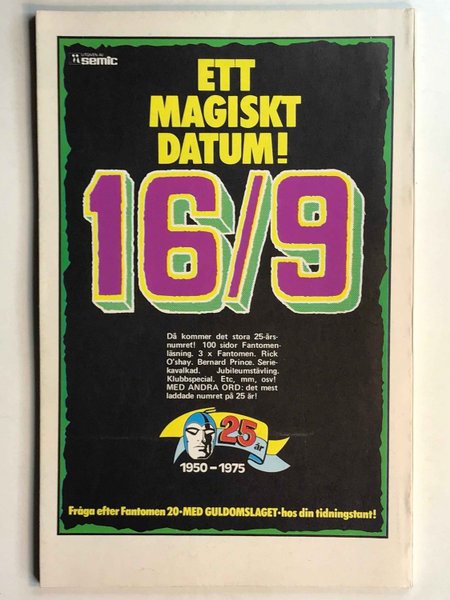 UTGIVEN AV
semic
ETT
MAGISKT
DATUM!
16/9
Då kommer det stora 25-års-
numret! 100 sidor Fantomen-
läsning. 3 x Fantomen. Rick
O'shay. Bernard Prince. Serie-
kavalkad. Jubileumstävling.
Klubbspecial. Etc, mm, osv!
MED ANDRA ORD: det mest
laddade numret på 25 år!
25
år
1950-1975
Fråga efter Fantomen 20-MED GULDOMSLAGET-hos din tidningstant!